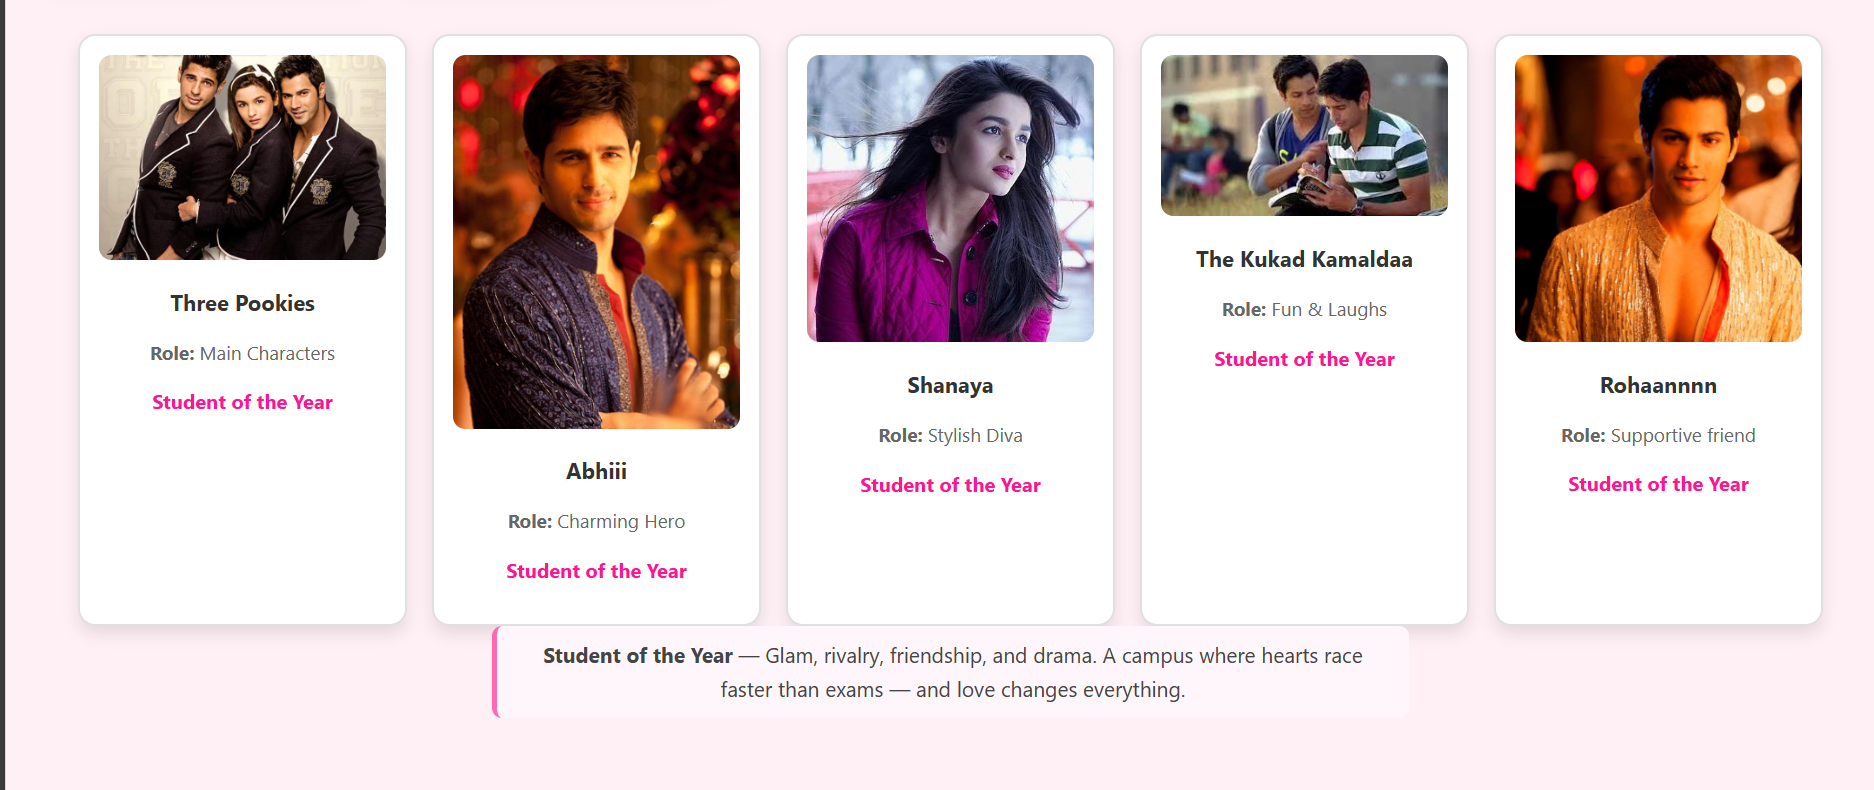 Three Pookies
Role: Main Characters
Student of the Year
Abhiii
Role: Charming Hero
Student of the Year
Shanaya
Role: Stylish Diva
Student of the Year
The Kukad Kamaldaa
Role: Fun & Laughs
Student of the Year
Rohaannnn
Role: Supportive friend
Student of the Year
Student of the Year — Glam, rivalry, friendship, and drama. A campus where hearts race
faster than exams — and love changes everything.